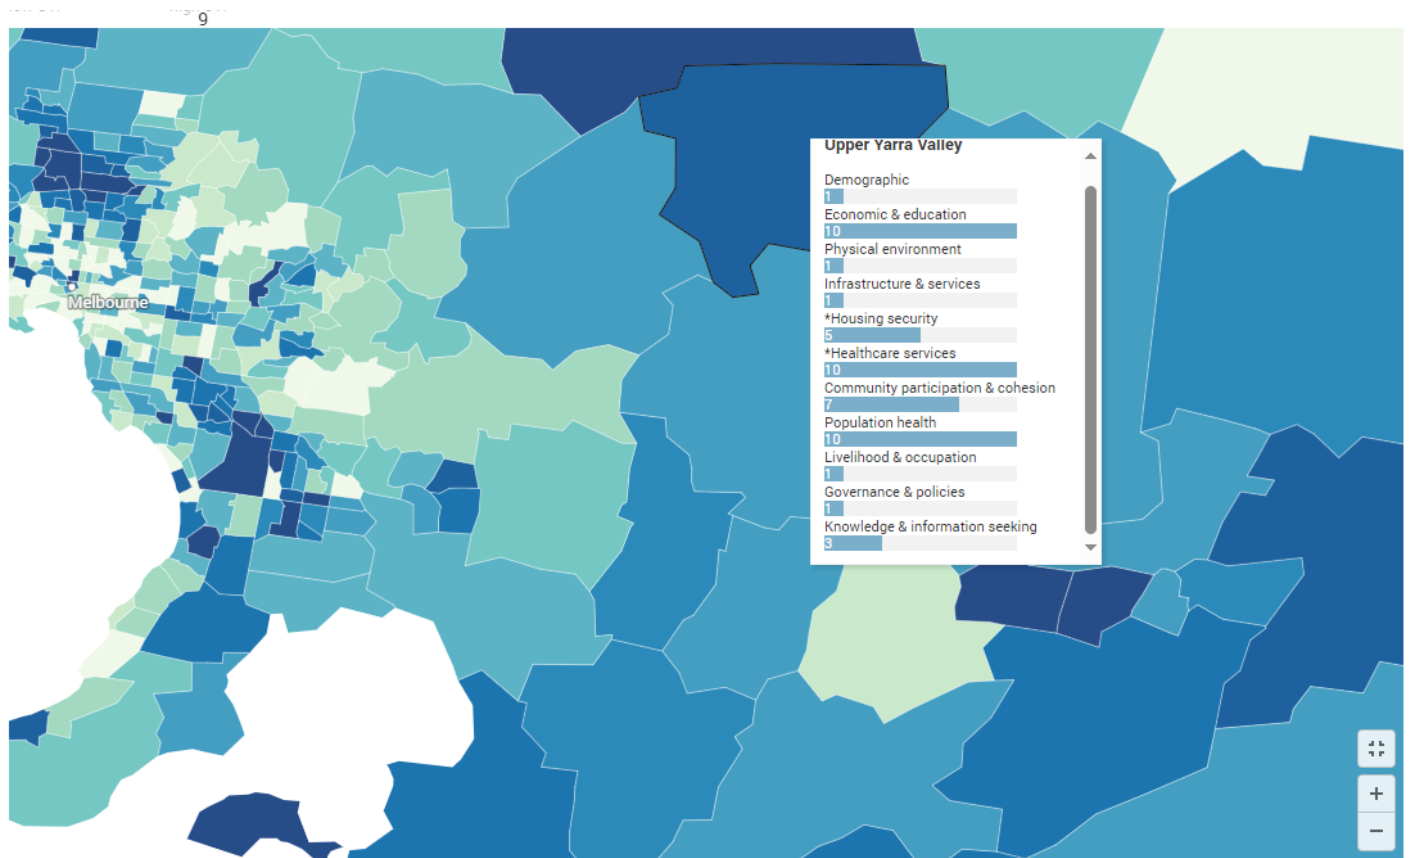 9
Upper Yarra Valley
Demographic
1
Economic & education
10
Physical environment
1
Infrastructure & services
1
*Housing security
5
*Healthcare services
10
Community participation & cohesion
7
Population health
10
Livelihood & occupation
1
Governance & policies
1
Knowledge & information seeking
3
Melbourne
+
−